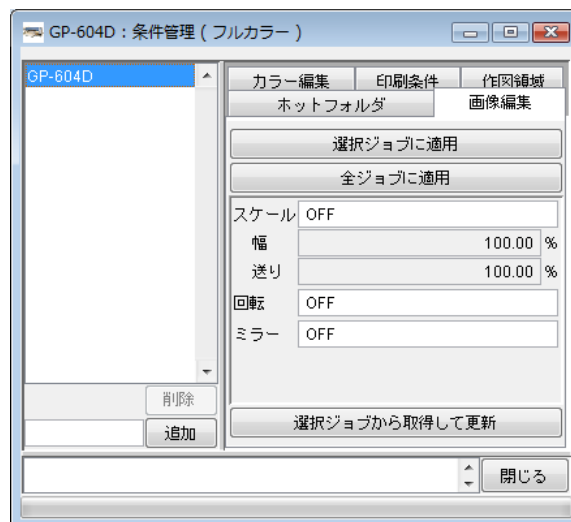 GP-604D：条件管理 ( フルカラー )
GP-604D
カラー編集 印刷条件 作図領域
ホットフォルダ 画像編集
選択ジョブに適用
全ジョブに適用
スケール OFF
幅 100.00 %
送り 100.00 %
回転 OFF
ミラー OFF
削除
追加
選択ジョブから取得して更新
閉じる